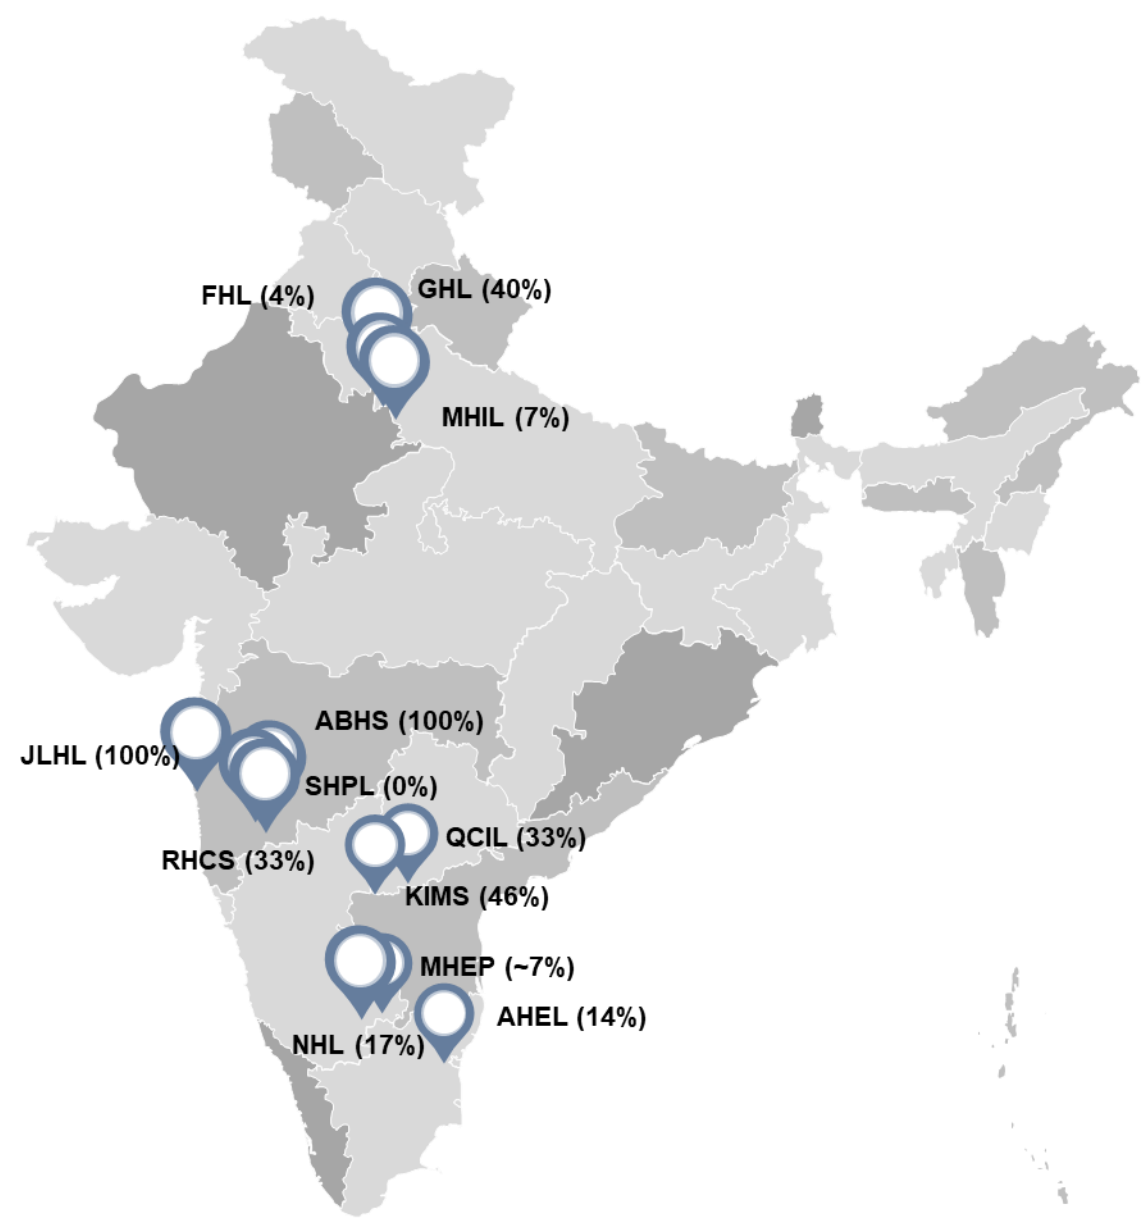 GHL (40%)
FHL (4%)
MHIL (7%)
ABHS (100%)
JLHL (100%)
SHPL (0%)
QCIL (33%)
RHCS (33%)
KIMS (46%)
MHEP (~7%)
AHEL (14%)
NHL (17%)